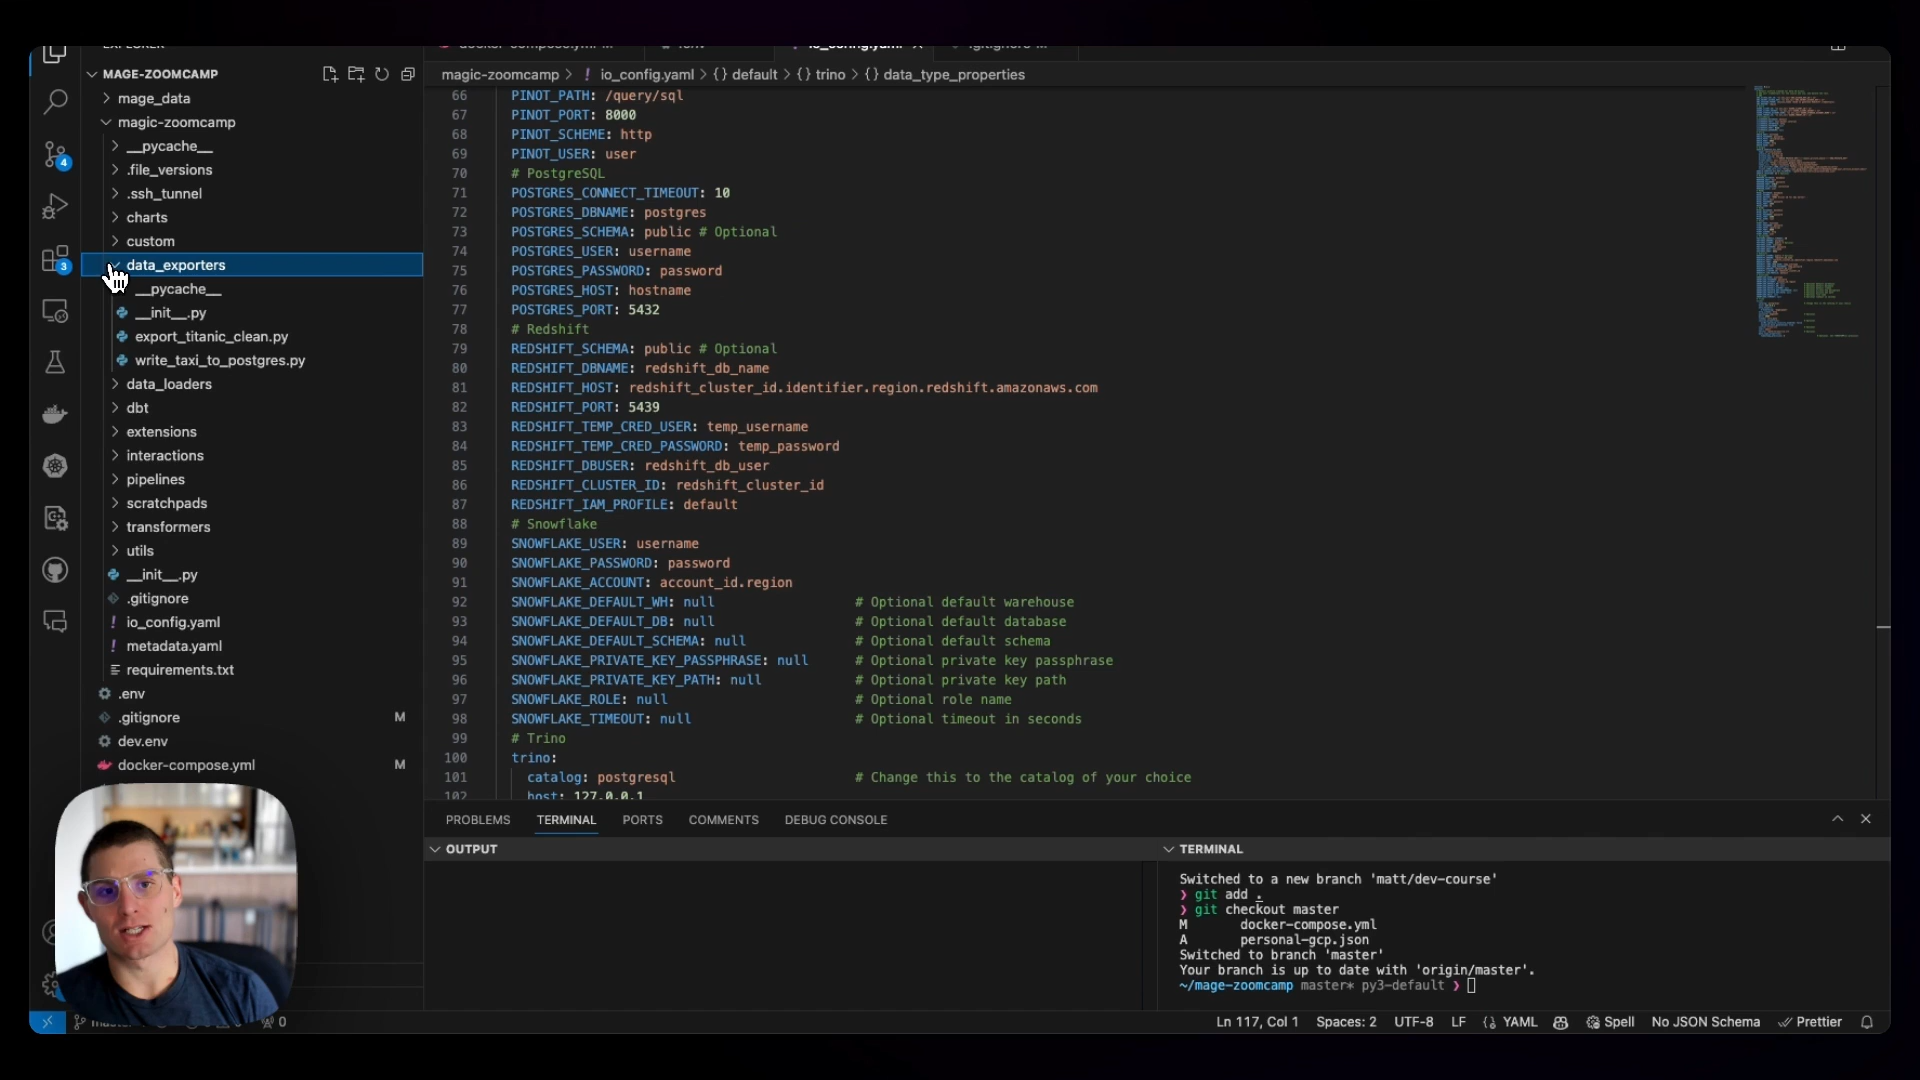 MAGE-ZOOMCAMP
mage_data
magic-zoomcamp
__pycache__
.file_versions
.ssh_tunnel
charts
custom
data_exporters
__pycache__
__init__.py
export_titanic_clean.py
write_taxi_to_postgres.py
data_loaders
dbt
extensions
interactions
pipelines
scratchpads
transformers
utils
__init__.py
.gitignore
io_config.yaml
metadata.yaml
requirements.txt
.env
.gitignore M
dev.env
docker-compose.yml M
4
3
magic-zoomcamp > ! io_config.yaml > {} default > {} trino > {} data_type_properties
66 PINOT_PATH: /query/sql
67 PINOT_PORT: 8000
68 PINOT_SCHEME: http
69 PINOT_USER: user
70 # PostgreSQL
71 POSTGRES_CONNECT_TIMEOUT: 10
72 POSTGRES_DBNAME: postgres
73 POSTGRES_SCHEMA: public # Optional
74 POSTGRES_USER: username
75 POSTGRES_PASSWORD: password
76 POSTGRES_HOST: hostname
77 POSTGRES_PORT: 5432
78 # Redshift
79 REDSHIFT_SCHEMA: public # Optional
80 REDSHIFT_DBNAME: redshift_db_name
81 REDSHIFT_HOST: redshift_cluster_id.identifier.region.redshift.amazonaws.com
82 REDSHIFT_PORT: 5439
83 REDSHIFT_TEMP_CRED_USER: temp_username
84 REDSHIFT_TEMP_CRED_PASSWORD: temp_password
85 REDSHIFT_DBUSER: redshift_db_user
86 REDSHIFT_CLUSTER_ID: redshift_cluster_id
87 REDSHIFT_IAM_PROFILE: default
88 # Snowflake
89 SNOWFLAKE_USER: username
90 SNOWFLAKE_PASSWORD: password
91 SNOWFLAKE_ACCOUNT: account_id.region
92 SNOWFLAKE_DEFAULT_WH: null # Optional default warehouse
93 SNOWFLAKE_DEFAULT_DB: null # Optional default database
94 SNOWFLAKE_DEFAULT_SCHEMA: null # Optional default schema
95 SNOWFLAKE_PRIVATE_KEY_PASSPHRASE: null # Optional private key passphrase
96 SNOWFLAKE_PRIVATE_KEY_PATH: null # Optional private key path
97 SNOWFLAKE_ROLE: null # Optional role name
98 SNOWFLAKE_TIMEOUT: null # Optional timeout in seconds
99 # Trino
100 trino:
101 catalog: postgresql # Change this to the catalog of your choice
102 host: 127.0.0.1
PROBLEMS TERMINAL PORTS COMMENTS DEBUG CONSOLE
OUTPUT
TERMINAL
Switched to a new branch 'matt/dev-course'
❯ git add .
❯ git checkout master
M docker-compose.yml
A personal-gcp.json
Switched to branch 'master'
Your branch is up to date with 'origin/master'.
~/mage-zoomcamp master* py3-default ❯
0
Ln 117, Col 1 Spaces: 2 UTF-8 LF YAML Spell No JSON Schema Prettier